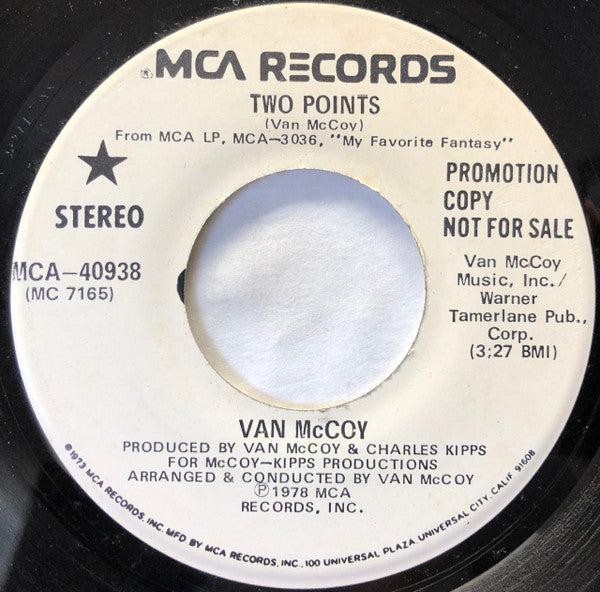 ® MCA RECORDS
TWO POINTS
(Van McCoy)
From MCA LP, MCA—3036, "My Favorite Fantasy"
STEREO
MCA—40938
(MC 7165)
PROMOTION
COPY
NOT FOR SALE
Van McCoy
Music, Inc./
Warner
Tamerlane Pub.,
Corp.
(3;27 BMI)
VAN McCOY
PRODUCED BY VAN McCOY & CHARLES KIPPS
FOR McCOY—KIPPS PRODUCTIONS
ARRANGED & CONDUCTED BY VAN McCOY
Ⓟ1978 MCA
RECORDS, INC.
©1973 MCA RECORDS, INC. MFD BY MCA RECORDS, INC., 100 UNIVERSAL PLAZA, UNIVERSAL CITY, CALIF. 91608